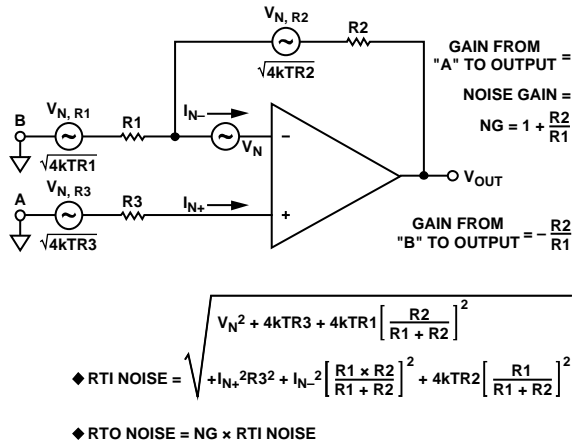 V_N, R2
R2
√4kTR2
GAIN FROM
"A" TO OUTPUT =
NOISE GAIN =
NG = 1 + R2/R1
B
V_N, R1
R1
√4kTR1
I_N–
V_N
–
A
V_N, R3
R3
√4kTR3
I_N+
+
V_OUT
GAIN FROM
"B" TO OUTPUT = – R2/R1
◆ RTI NOISE = √ V_N² + 4kTR3 + 4kTR1 [R2/(R1 + R2)]²
+ I_N+² R3² + I_N–² [(R1 × R2)/(R1 + R2)]² + 4kTR2 [R1/(R1 + R2)]²
◆ RTO NOISE = NG × RTI NOISE